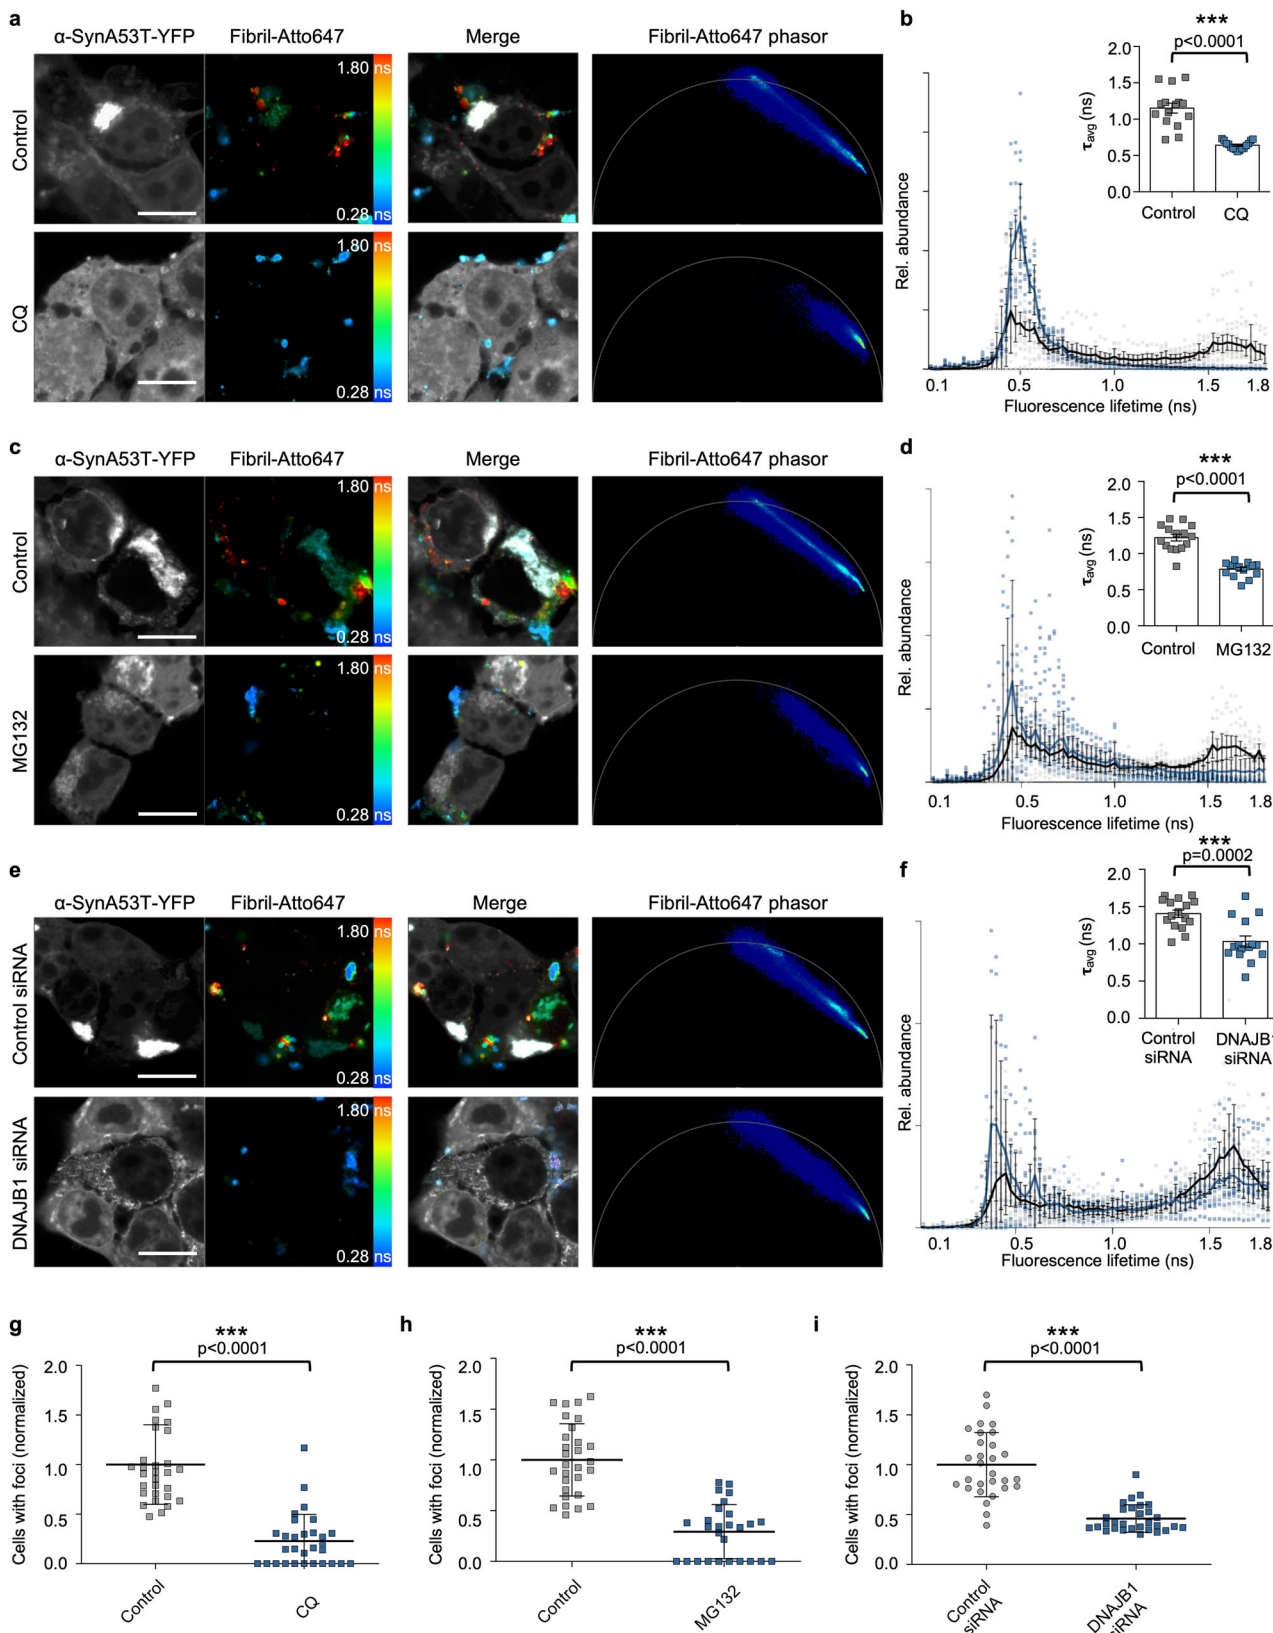 a
α-SynA53T-YFP Fibril-Atto647 Merge Fibril-Atto647 phasor
Control
1.80 ns
0.28 ns
CQ
1.80 ns
0.28 ns
b
***
p<0.0001
2.0
1.5
1.0
0.5
0.0
τavg (ns)
Control CQ
Rel. abundance
0.1 0.5 1.0 1.5 1.8
Fluorescence lifetime (ns)
c
α-SynA53T-YFP Fibril-Atto647 Merge Fibril-Atto647 phasor
Control
1.80 ns
0.28 ns
MG132
1.80 ns
0.28 ns
d
***
p<0.0001
2.0
1.5
1.0
0.5
0.0
τavg (ns)
Control MG132
Rel. abundance
0.1 0.5 1.0 1.5 1.8
Fluorescence lifetime (ns)
e
α-SynA53T-YFP Fibril-Atto647 Merge Fibril-Atto647 phasor
Control siRNA
1.80 ns
0.28 ns
DNAJB1 siRNA
1.80 ns
0.28 ns
f
***
p=0.0002
2.0
1.5
1.0
0.5
0.0
τavg (ns)
Control DNAJB1
siRNA siRNA
Rel. abundance
0.1 0.5 1.0 1.5 1.8
Fluorescence lifetime (ns)
g
***
p<0.0001
2.0
1.5
1.0
0.5
0.0
Cells with foci (normalized)
Control CQ
h
***
p<0.0001
2.0
1.5
1.0
0.5
0.0
Cells with foci (normalized)
Control MG132
i
***
p<0.0001
2.0
1.5
1.0
0.5
0.0
Cells with foci (normalized)
Control DNAJB1
siRNA siRNA